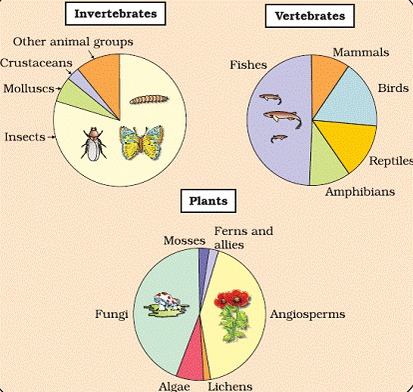 Invertebrates
Other animal groups
Crustaceans
Molluscs
Insects
Vertebrates
Mammals
Fishes
Birds
Reptiles
Amphibians
Plants
Ferns and
allies
Mosses
Fungi
Angiosperms
Algae
Lichens